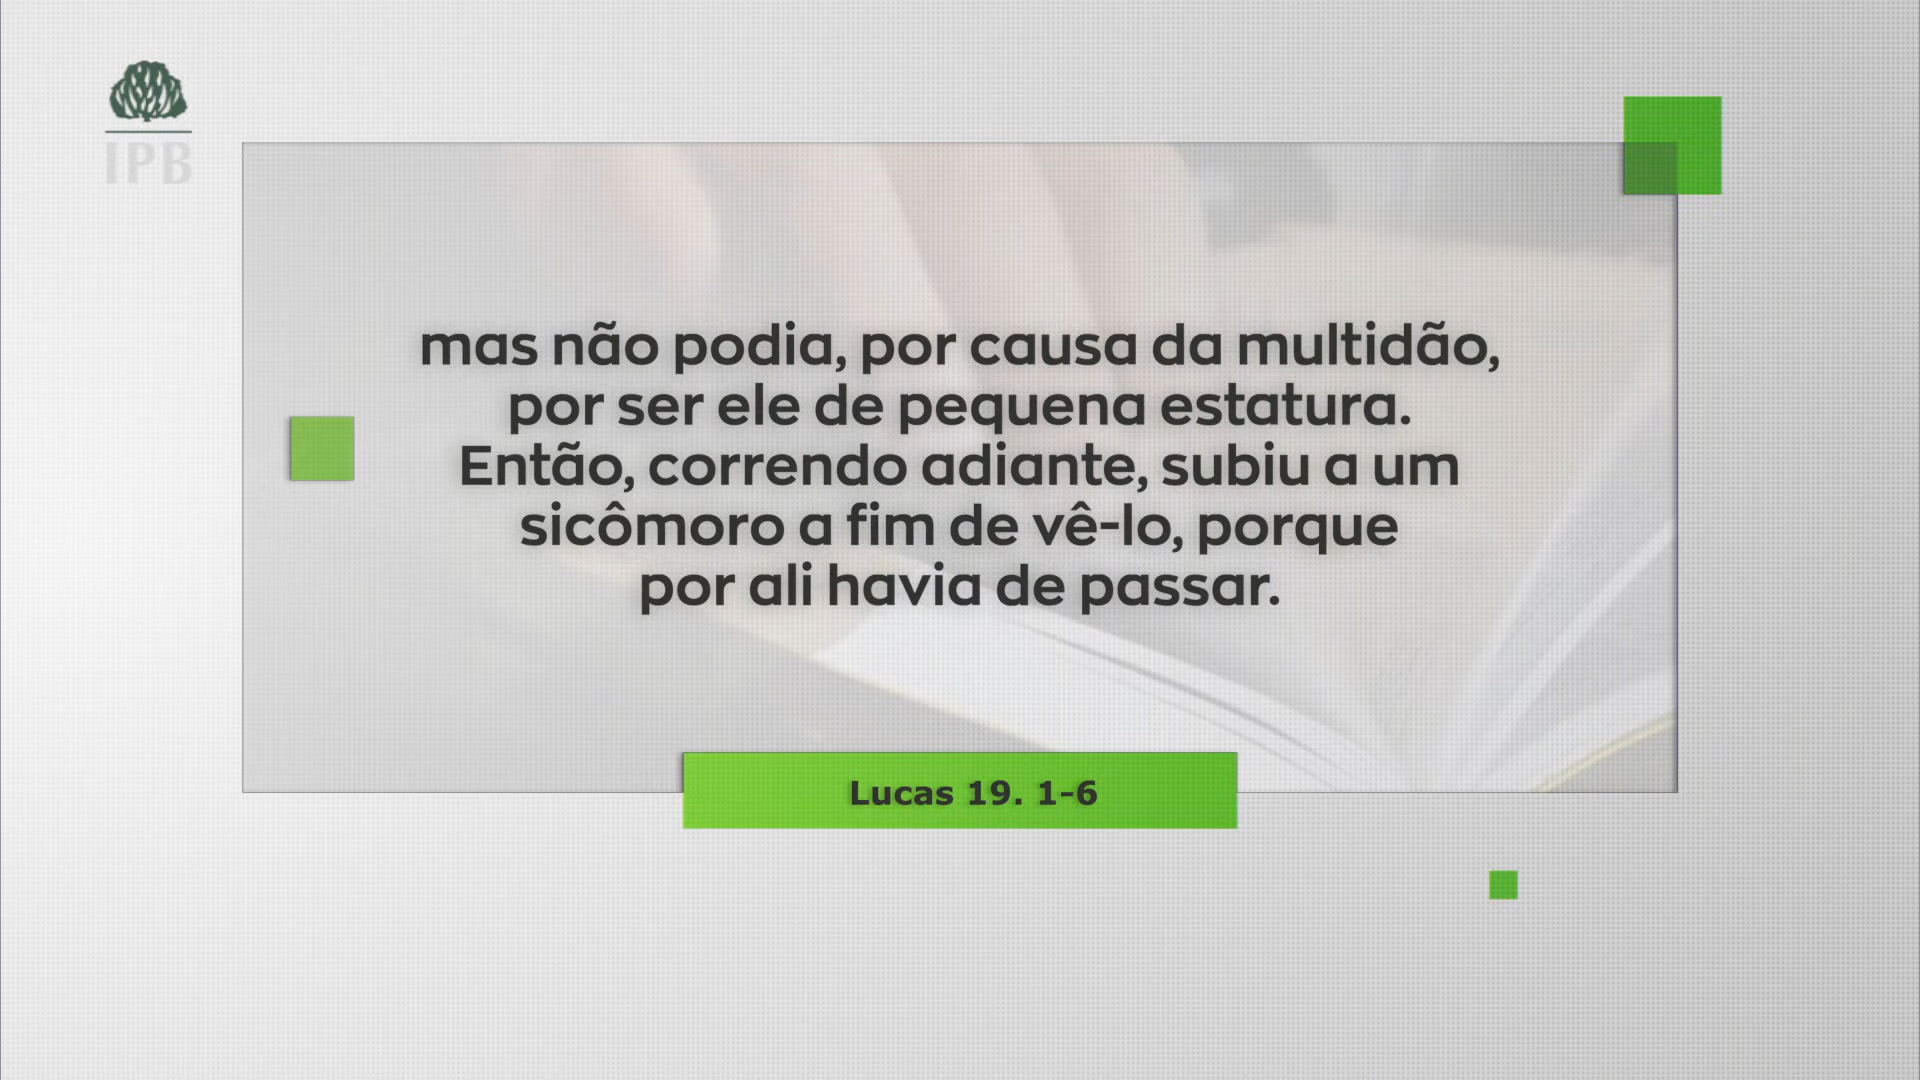 IPB
mas não podia, por causa da multidão,
por ser ele de pequena estatura.
Então, correndo adiante, subiu a um
sicômoro a fim de vê-lo, porque
por ali havia de passar.
Lucas 19. 1-6